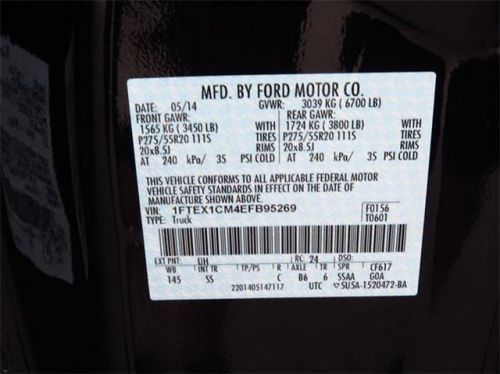 MFD. BY FORD MOTOR CO.
DATE: 05/14 GVWR: 3039 KG ( 6700 LB)
FRONT GAWR: REAR GAWR:
1565 KG ( 3450 LB) WITH 1724 KG ( 3800 LB) WITH
P275/55R20 111S TIRES P275/55R20 111S TIRES
20x8.5J RIMS 20x8.5J RIMS
AT 240 kPa/ 35 PSI COLD AT 240 kPa/ 35 PSI COLD
THIS VEHICLE CONFORMS TO ALL APPLICABLE FEDERAL MOTOR
VEHICLE SAFETY STANDARDS IN EFFECT ON THE DATE OF
MANUFACTURE SHOWN ABOVE.
VIN: 1FTEX1CM4EFB95269 F0156
TYPE: Truck T0601
EXT PNT: UH RC: 24 DSO:
WB INT TR TP/PS R AXLE TR SPR CF617
145 SS C B6 6 SSAA GOA
2201405147117 UTC 5U5A-1520472-BA